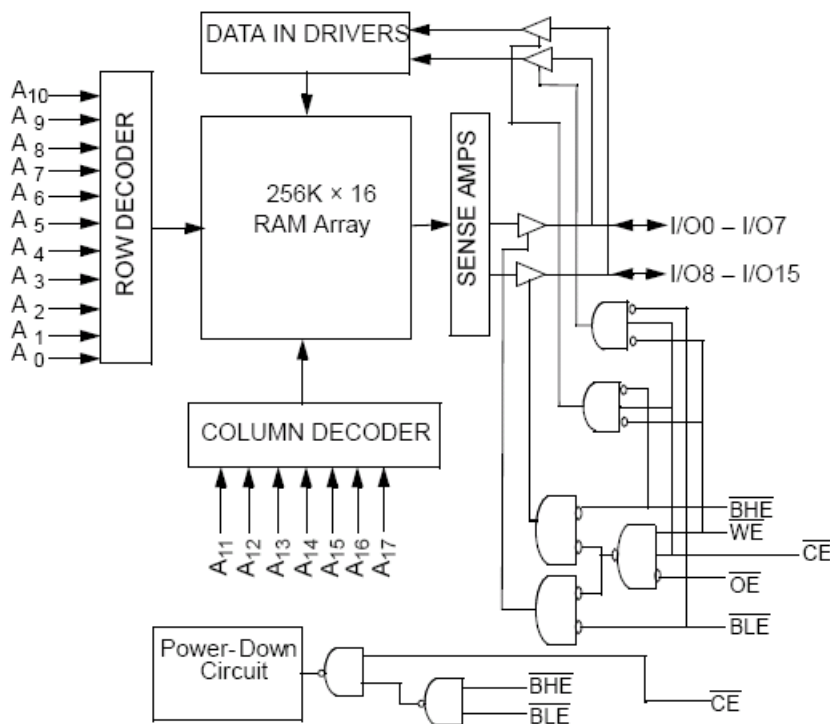 DATA IN DRIVERS
A10
A9
A8
A7
A6
A5
A4
A3
A2
A1
A0
ROW DECODER
256K × 16
RAM Array
SENSE AMPS
I/O0 – I/O7
I/O8 – I/O15
COLUMN DECODER
A11
A12
A13
A14
A15
A16
A17
BHE
WE
CE
OE
BLE
Power-Down
Circuit
BHE
BLE
CE